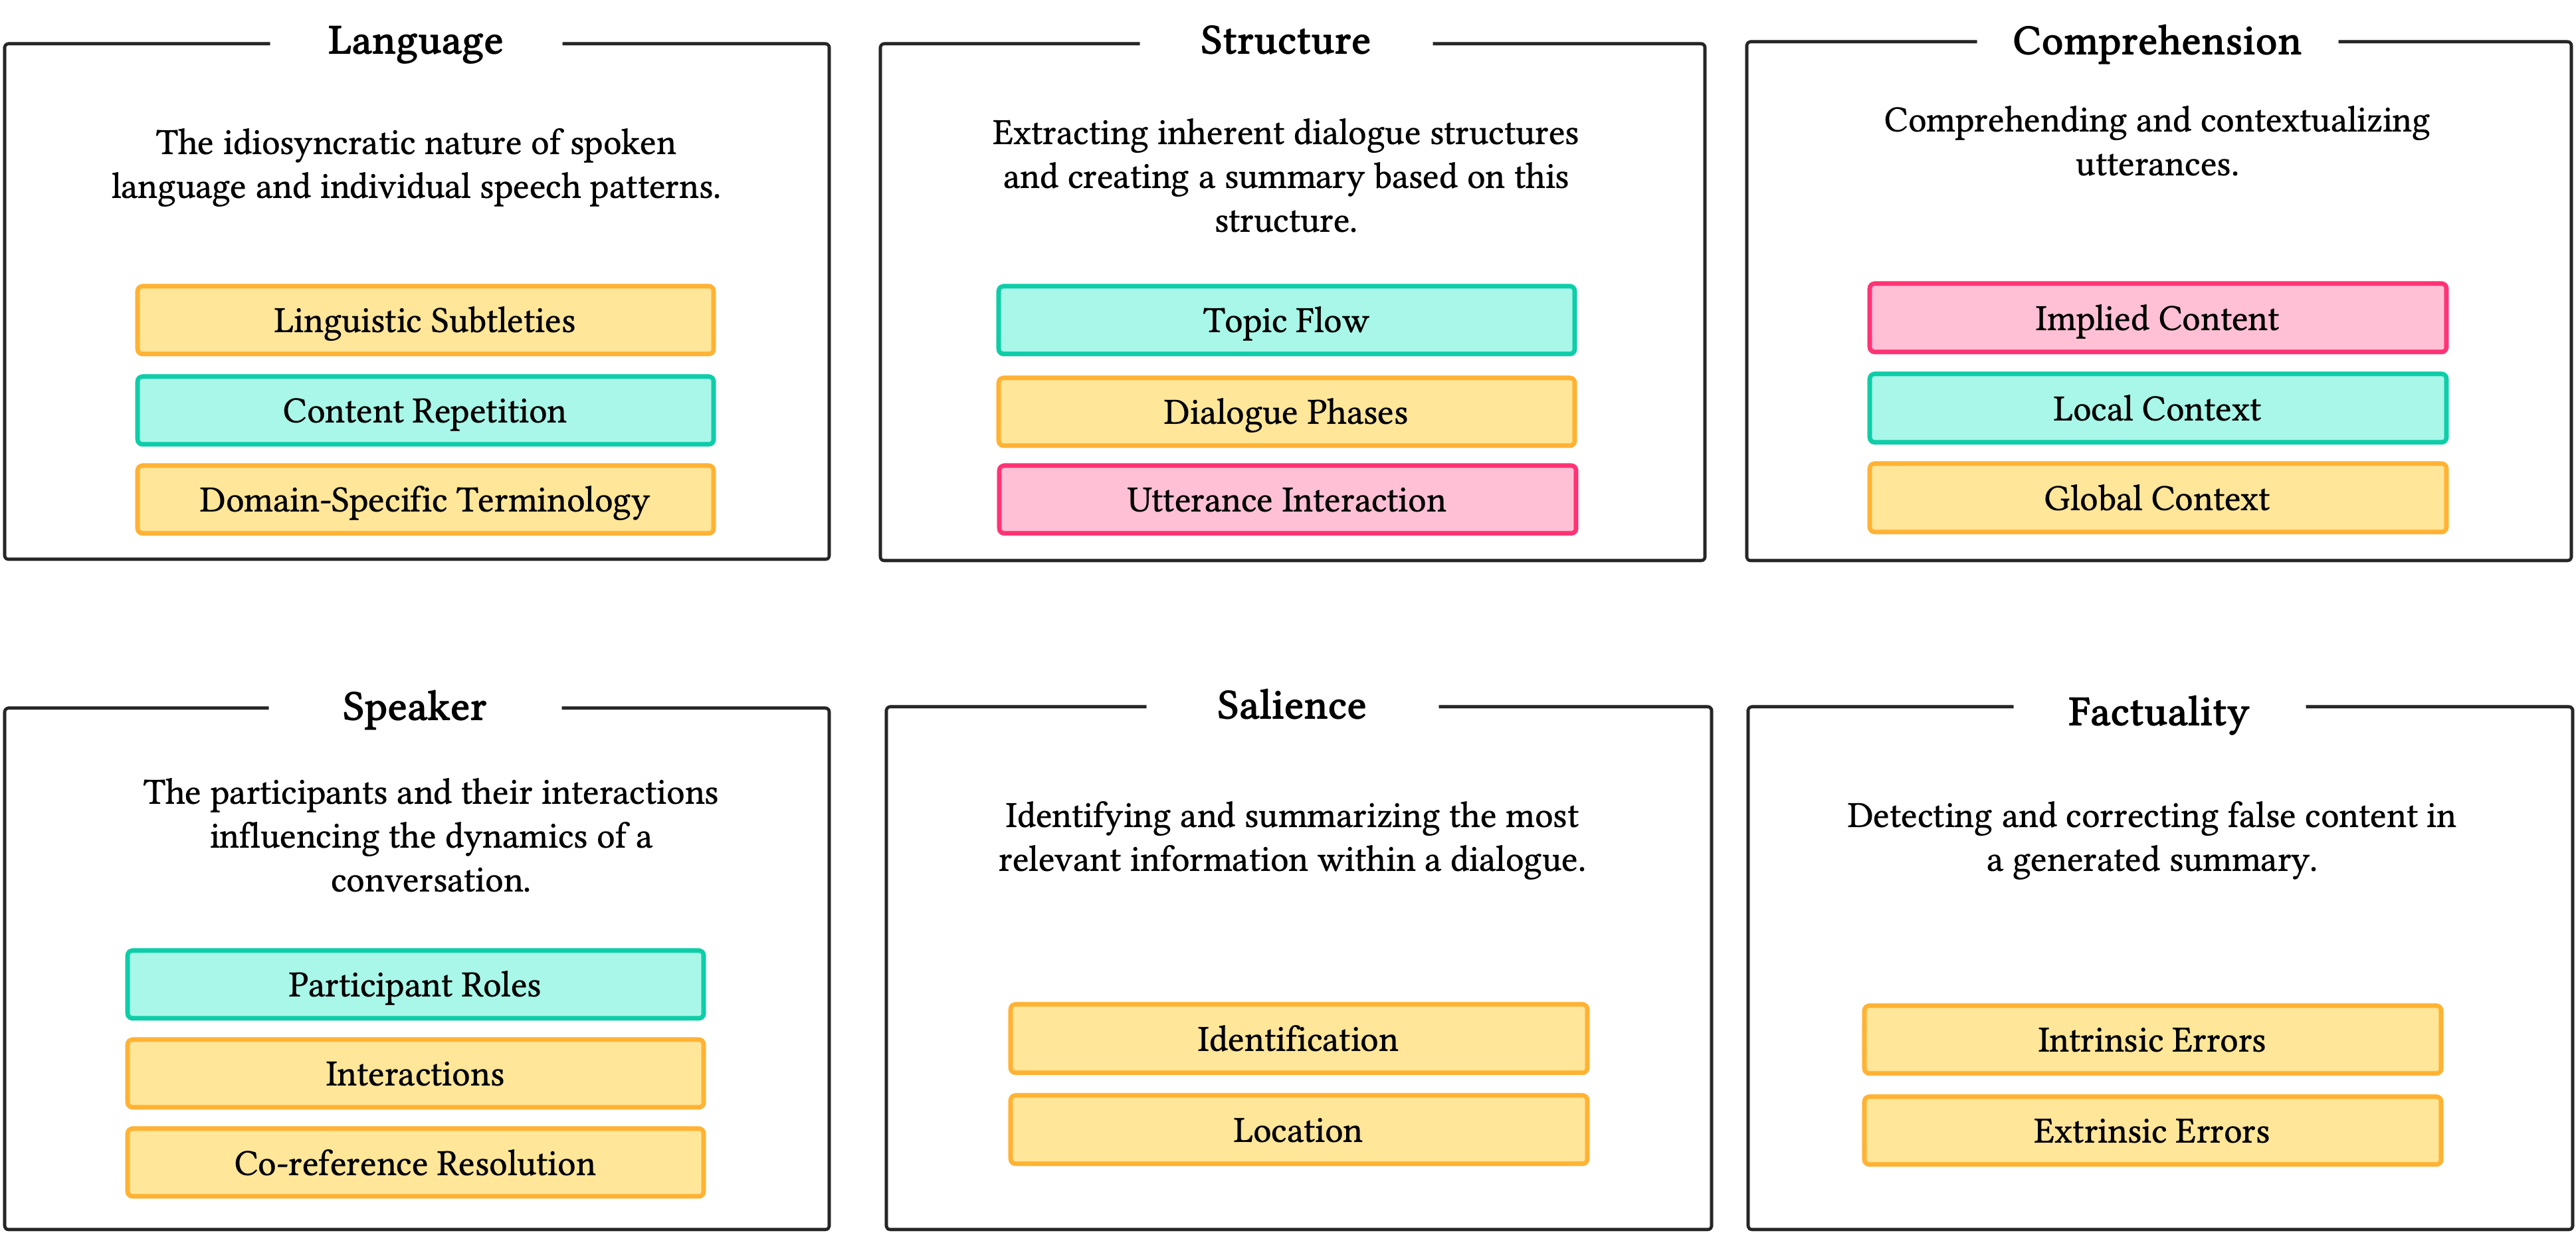 Language
The idiosyncratic nature of spoken
language and individual speech patterns.
Linguistic Subtleties
Content Repetition
Domain-Specific Terminology
Structure
Extracting inherent dialogue structures
and creating a summary based on this
structure.
Topic Flow
Dialogue Phases
Utterance Interaction
Comprehension
Comprehending and contextualizing
utterances.
Implied Content
Local Context
Global Context
Speaker
The participants and their interactions
influencing the dynamics of a
conversation.
Participant Roles
Interactions
Co-reference Resolution
Salience
Identifying and summarizing the most
relevant information within a dialogue.
Identification
Location
Factuality
Detecting and correcting false content in
a generated summary.
Intrinsic Errors
Extrinsic Errors